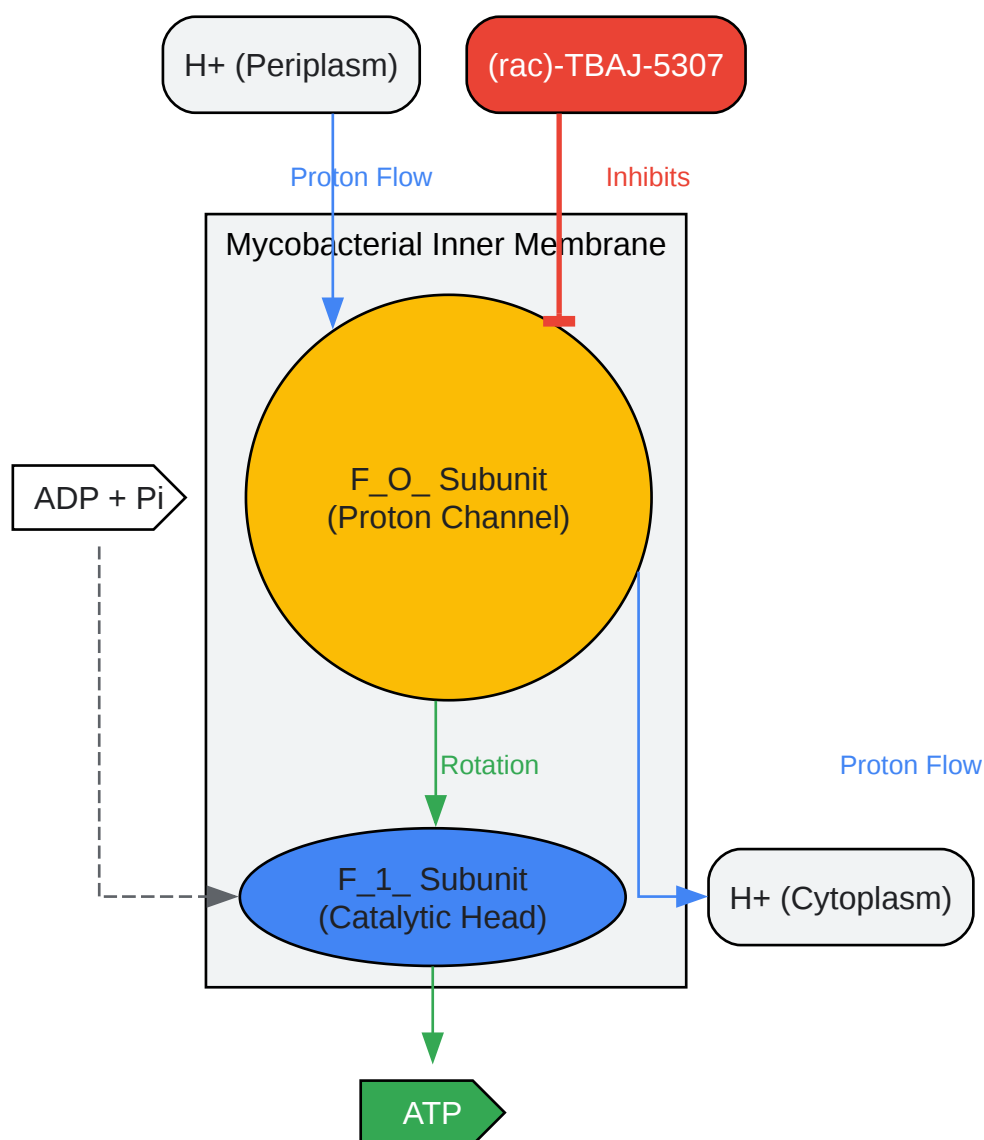 H+ (Periplasm)
(rac)-TBAJ-5307
Proton Flow
Inhibits
Mycobacterial Inner Membrane
F_O_ Subunit
(Proton Channel)
ADP + Pi
Rotation
Proton Flow
F_1_ Subunit
(Catalytic Head)
H+ (Cytoplasm)
ATP